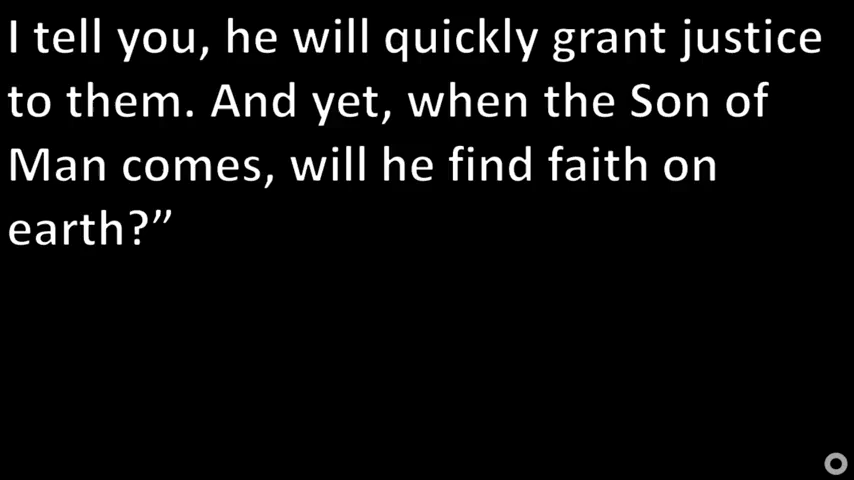 I tell you, he will quickly grant justice
to them. And yet, when the Son of
Man comes, will he find faith on
earth?”